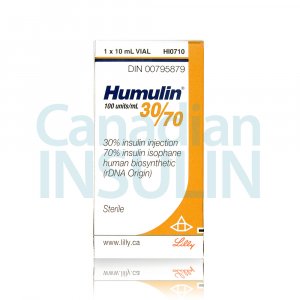 1 x 10 mL VIAL HI0710
DIN 00795879
Humulin®
100 units/mL 30/70
30% insulin injection
70% insulin isophane
human biosynthetic
(rDNA Origin)
Sterile
www.lilly.ca
Lilly
Canadian
INSULIN